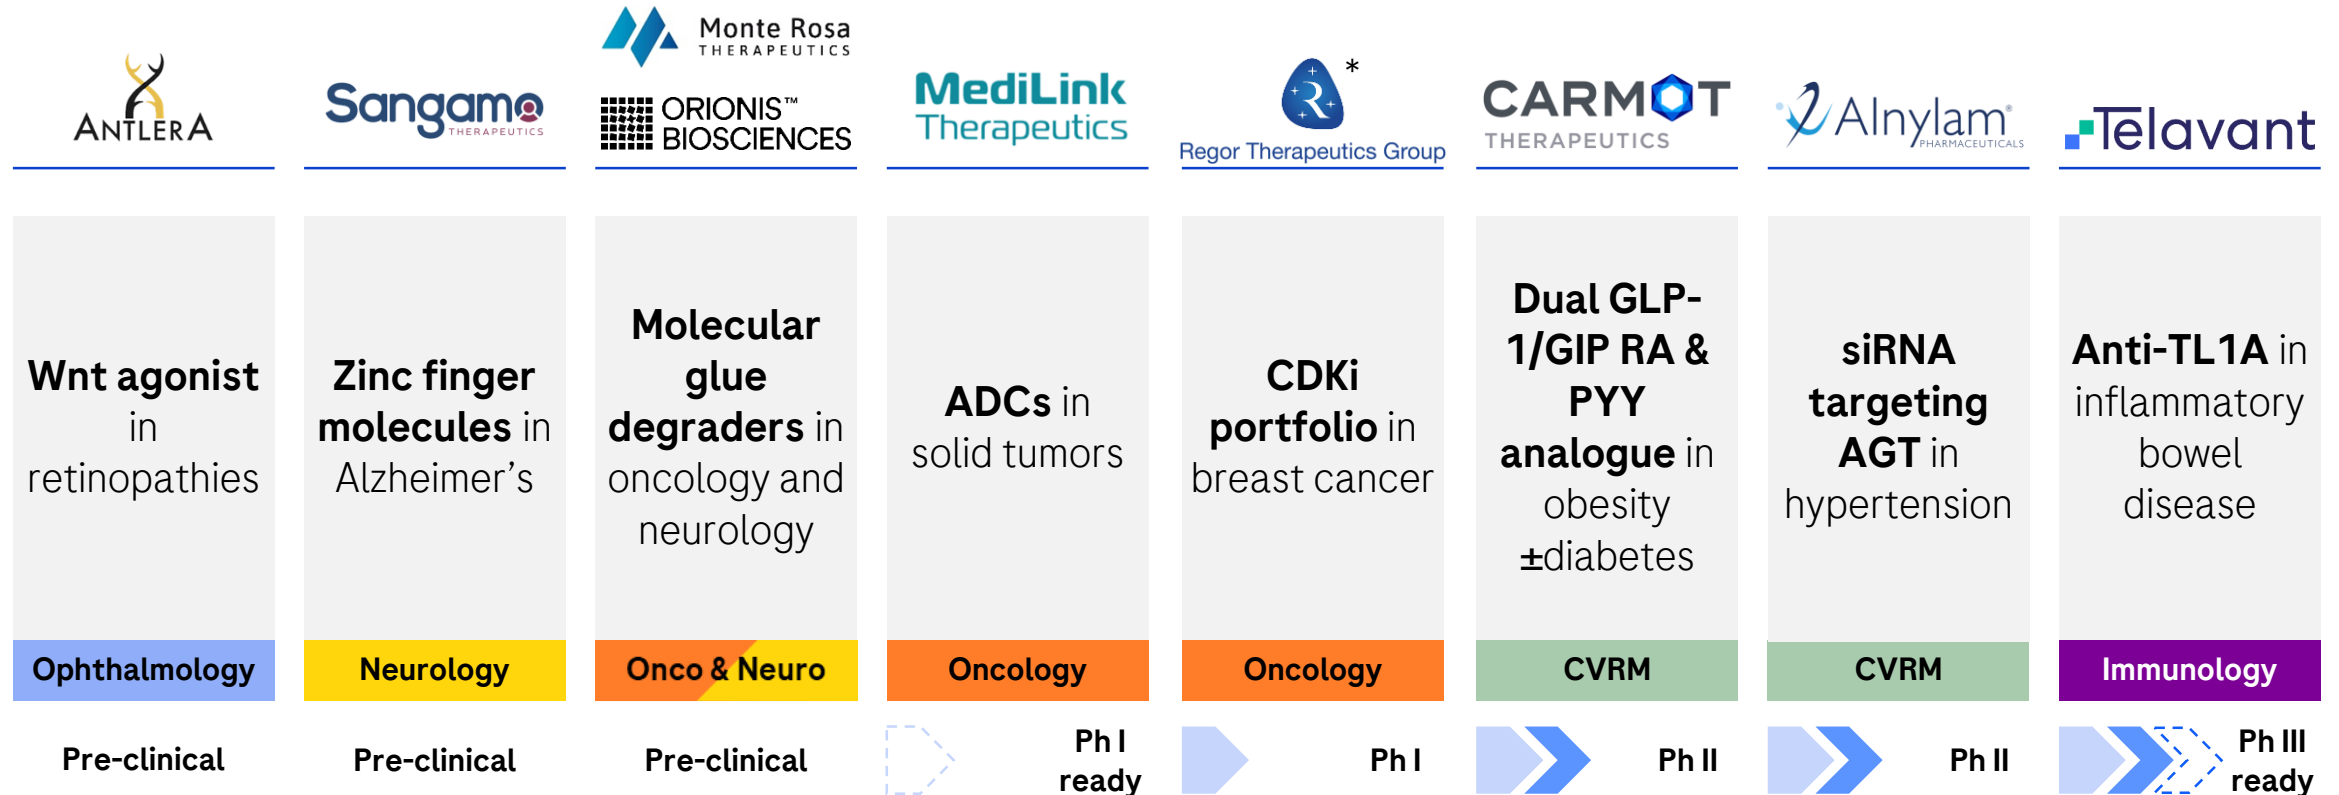 ANTLERA
Wnt agonist
in
retinopathies
Ophthalmology
Pre-clinical
Sangamo
THERAPEUTICS
Zinc finger
molecules in
Alzheimer’s
Neurology
Pre-clinical
Monte Rosa
THERAPEUTICS
ORIONIS™
BIOSCIENCES
Molecular
glue
degraders in
oncology and
neurology
Onco & Neuro
Pre-clinical
MediLink
Therapeutics
ADCs in
solid tumors
Oncology
Ph I
ready
R
*
Regor Therapeutics Group
CDKi
portfolio in
breast cancer
Oncology
Ph I
CARMOT
THERAPEUTICS
Dual GLP-
1/GIP RA &
PYY
analogue in
obesity
±diabetes
CVRM
Ph II
Alnylam®
PHARMACEUTICALS
siRNA
targeting
AGT in
hypertension
CVRM
Ph II
Telavant
Anti-TL1A in
inflammatory
bowel
disease
Immunology
Ph III
ready